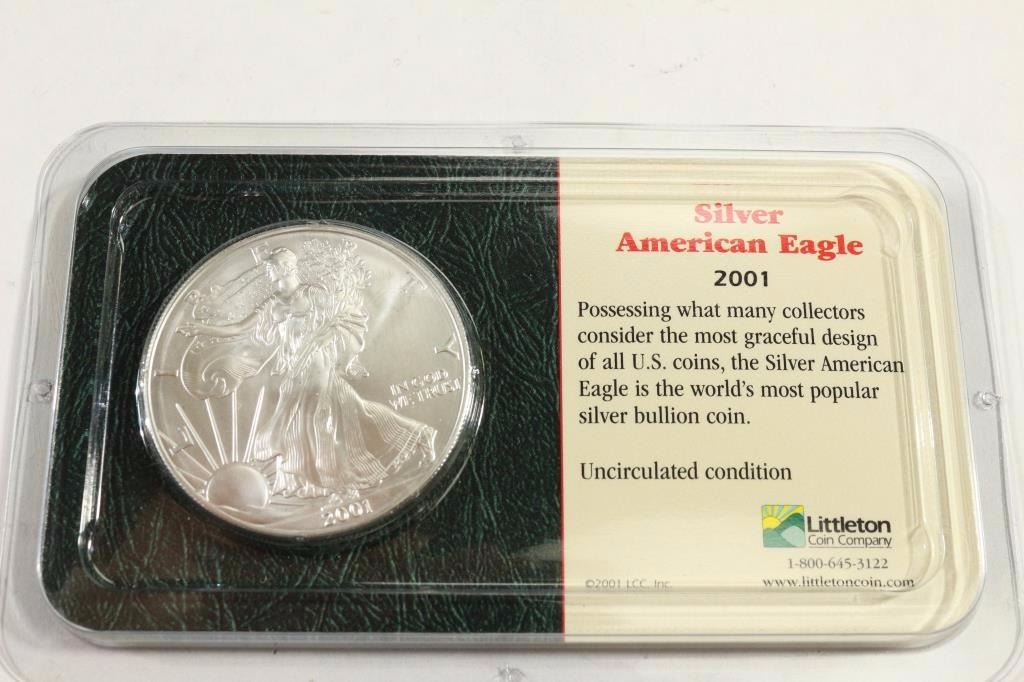 LIBERTY
IN GOD
WE TRUST
2001
Silver
American Eagle
2001
Possessing what many collectors
consider the most graceful design
of all U.S. coins, the Silver American
Eagle is the world's most popular
silver bullion coin.
Uncirculated condition
Littleton
Coin Company
1-800-645-3122
©2001 LCC, Inc.
www.littletoncoin.com